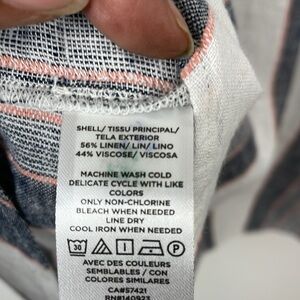 SHELL/ TISSU PRINCIPAL/
TELA EXTERIOR
56% LINEN/ LIN/ LINO
44% VISCOSE/ VISCOSA
MACHINE WASH COLD
DELICATE CYCLE WITH LIKE
COLORS
ONLY NON-CHLORINE
BLEACH WHEN NEEDED
LINE DRY
COOL IRON WHEN NEEDED
30 P
AVEC DES COULEURS
SEMBLABLES / CON
COLORES SIMILARES
CA#57421
RN#140923